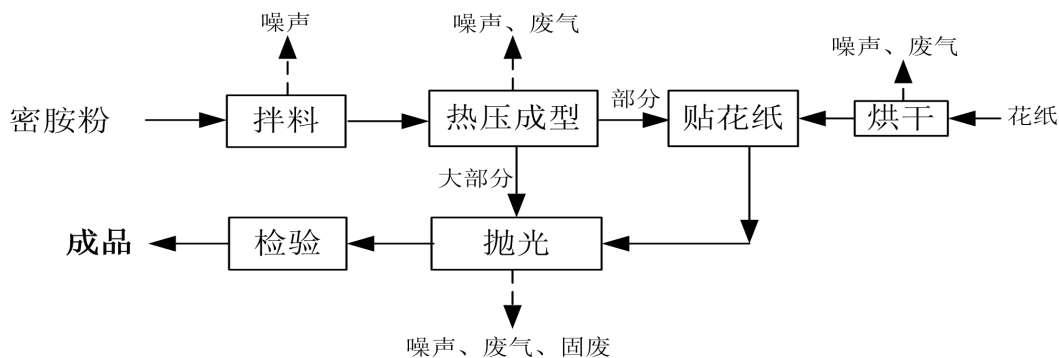 噪声
噪声、废气
噪声、废气
密胺粉
拌料
热压成型
部分
贴花纸
烘干
花纸
大部分
成品
检验
抛光
噪声、废气、固废